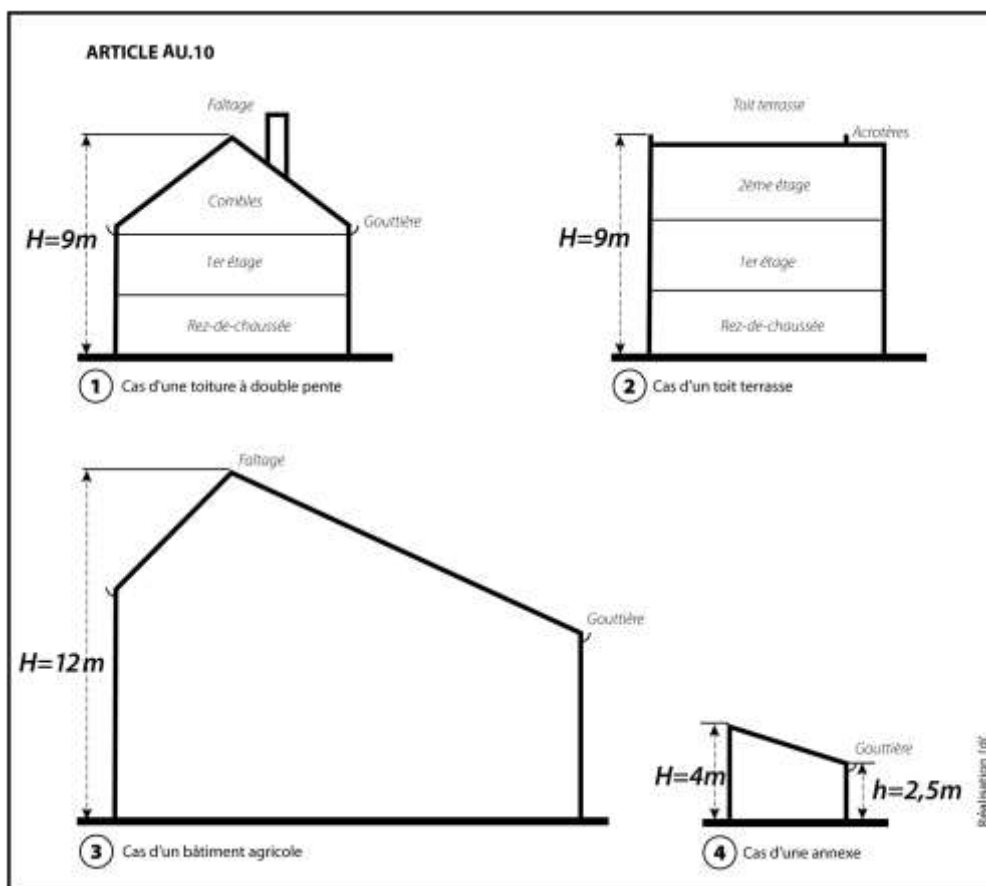 ARTICLE AU.10
Faîtage
Combles
Gouttière
H=9m
1er étage
Rez-de-chaussée
1 Cas d'une toiture à double pente
Toit terrasse
Acrotères
2ème étage
H=9m
1er étage
Rez-de-chaussée
2 Cas d'un toit terrasse
Faîtage
Gouttière
H=12m
3 Cas d'un bâtiment agricole
Gouttière
H=4m
h=2,5m
4 Cas d'une annexe
Réalisation